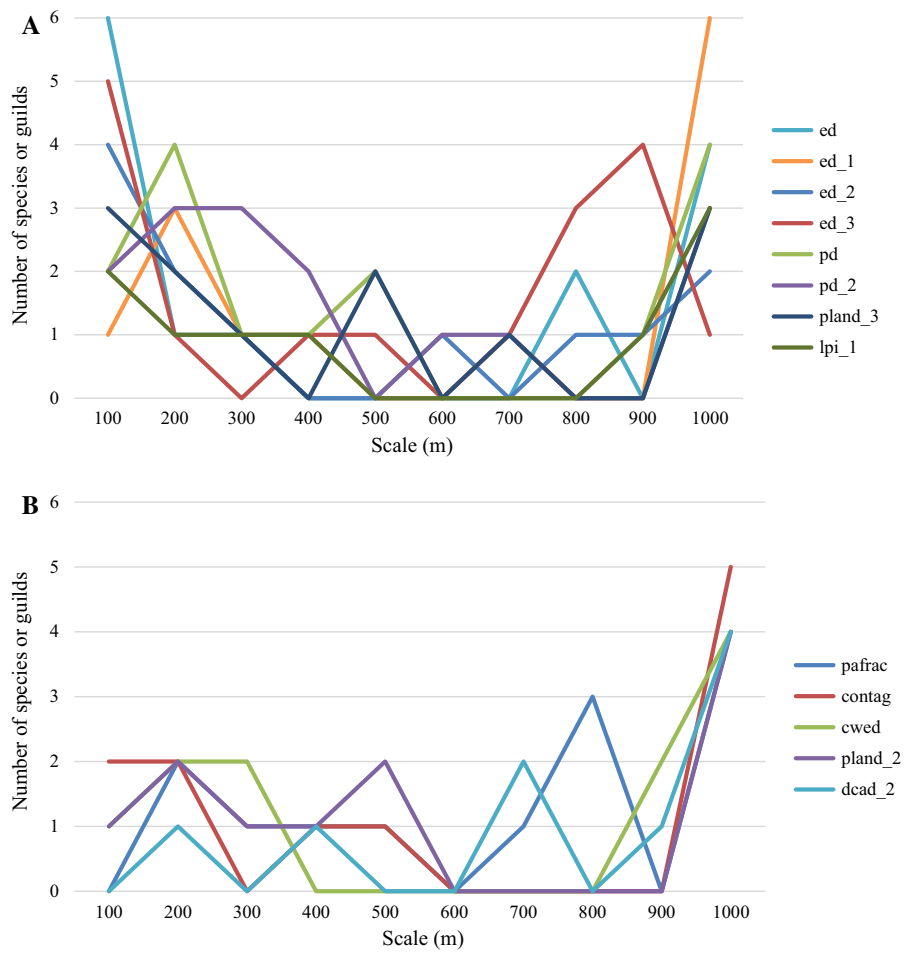 A
6
5
4
3
2
1
0
Number of species or guilds
100 200 300 400 500 600 700 800 900 1000
Scale (m)
ed
ed_1
ed_2
ed_3
pd
pd_2
pland_3
lpi_1
B
6
5
4
3
2
1
0
Number of species or guilds
100 200 300 400 500 600 700 800 900 1000
Scale (m)
pafrac
contag
cwed
pland_2
dcad_2